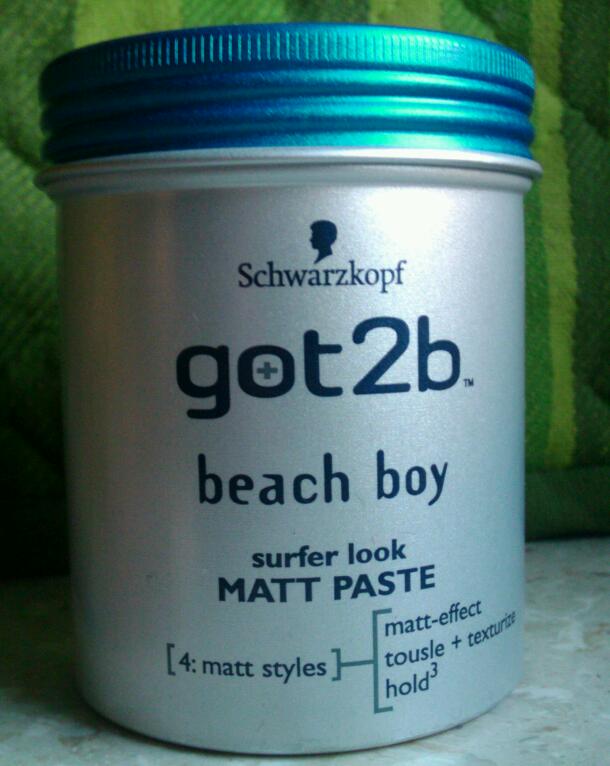 Schwarzkopf
got2b™
beach boy
surfer look
MATT PASTE
[4: matt styles]
matt-effect
tousle + texturize
hold³